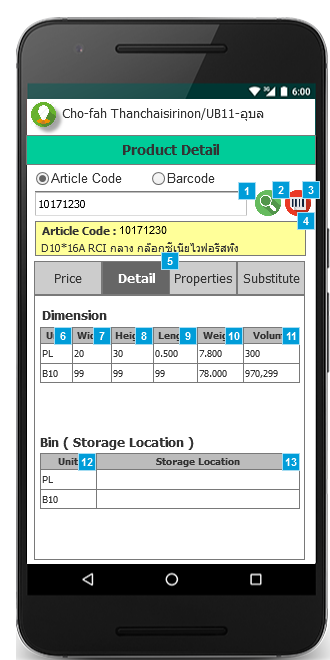 6:00
Cho-fah Thanchaisirinon/UB11-อุบล
Product Detail
Article Code Barcode
10171230 1 2 3
4
Article Code : 10171230
D10*16A RCI กลาง กล๊อกซีเนียไวฟอริสพัง
5
Price Detail Properties Substitute
Dimension
6 Wid 7 Heig 8 Leng 9 Weig 10 Volum 11
PL 20 30 0.500 7.800 300
B10 99 99 99 78.000 970,299
Bin ( Storage Location )
Unit 12 Storage Location 13
PL
B10